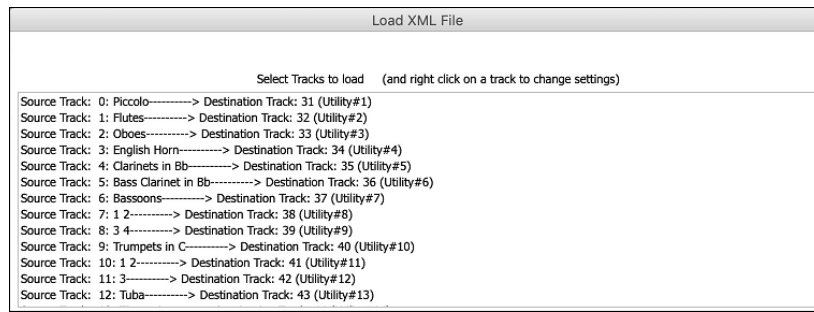 Load XML File
Select Tracks to load (and right click on a track to change settings)
Source Track: 0: Piccolo----------> Destination Track: 31 (Utility#1)
Source Track: 1: Flutes----------> Destination Track: 32 (Utility#2)
Source Track: 2: Oboes----------> Destination Track: 33 (Utility#3)
Source Track: 3: English Horn----------> Destination Track: 34 (Utility#4)
Source Track: 4: Clarinets in Bb----------> Destination Track: 35 (Utility#5)
Source Track: 5: Bass Clarinet in Bb----------> Destination Track: 36 (Utility#6)
Source Track: 6: Bassoons----------> Destination Track: 37 (Utility#7)
Source Track: 7: 1 2----------> Destination Track: 38 (Utility#8)
Source Track: 8: 3 4----------> Destination Track: 39 (Utility#9)
Source Track: 9: Trumpets in C----------> Destination Track: 40 (Utility#10)
Source Track: 10: 1 2----------> Destination Track: 41 (Utility#11)
Source Track: 11: 3----------> Destination Track: 42 (Utility#12)
Source Track: 12: Tuba----------> Destination Track: 43 (Utility#13)